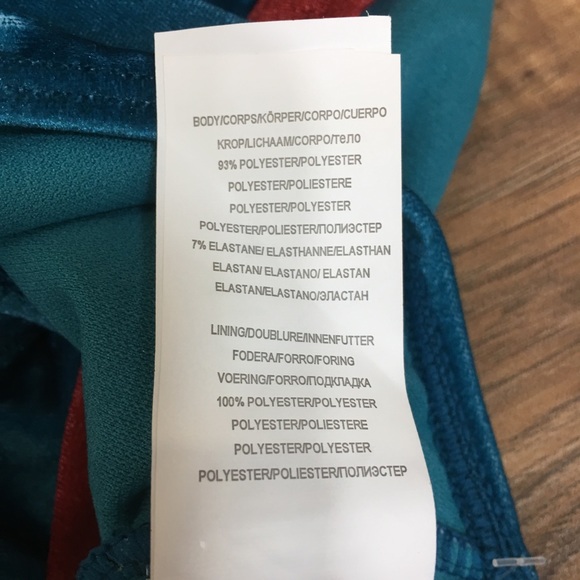 BODY/CORPS/KÖRPER/CORPO/CUERPO
KROP/LICHAAM/CORPO/тело
93% POLYESTER/POLYESTER
POLYESTER/POLIESTERE
POLYESTER/POLYESTER
POLYESTER/POLIESTER/ПОЛИЭСТЕР
7% ELASTANE/ ELASTHANNE/ELASTHAN
ELASTAN/ ELASTANO/ ELASTAN
ELASTAN/ELASTANO/ЭЛАСТАН
LINING/DOUBLURE/INNENFUTTER
FODERA/FORRO/FORING
VOERING/FORRO/ПОДКЛАДКА
100% POLYESTER/POLYESTER
POLYESTER/POLIESTERE
POLYESTER/POLYESTER
POLYESTER/POLIESTER/ПОЛИЭСТЕР